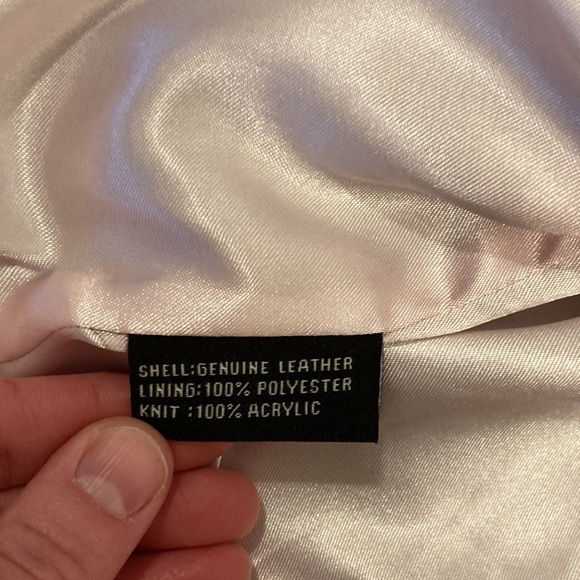 SHELL:GENUINE LEATHER
LINING:100% POLYESTER
KNIT :100% ACRYLIC